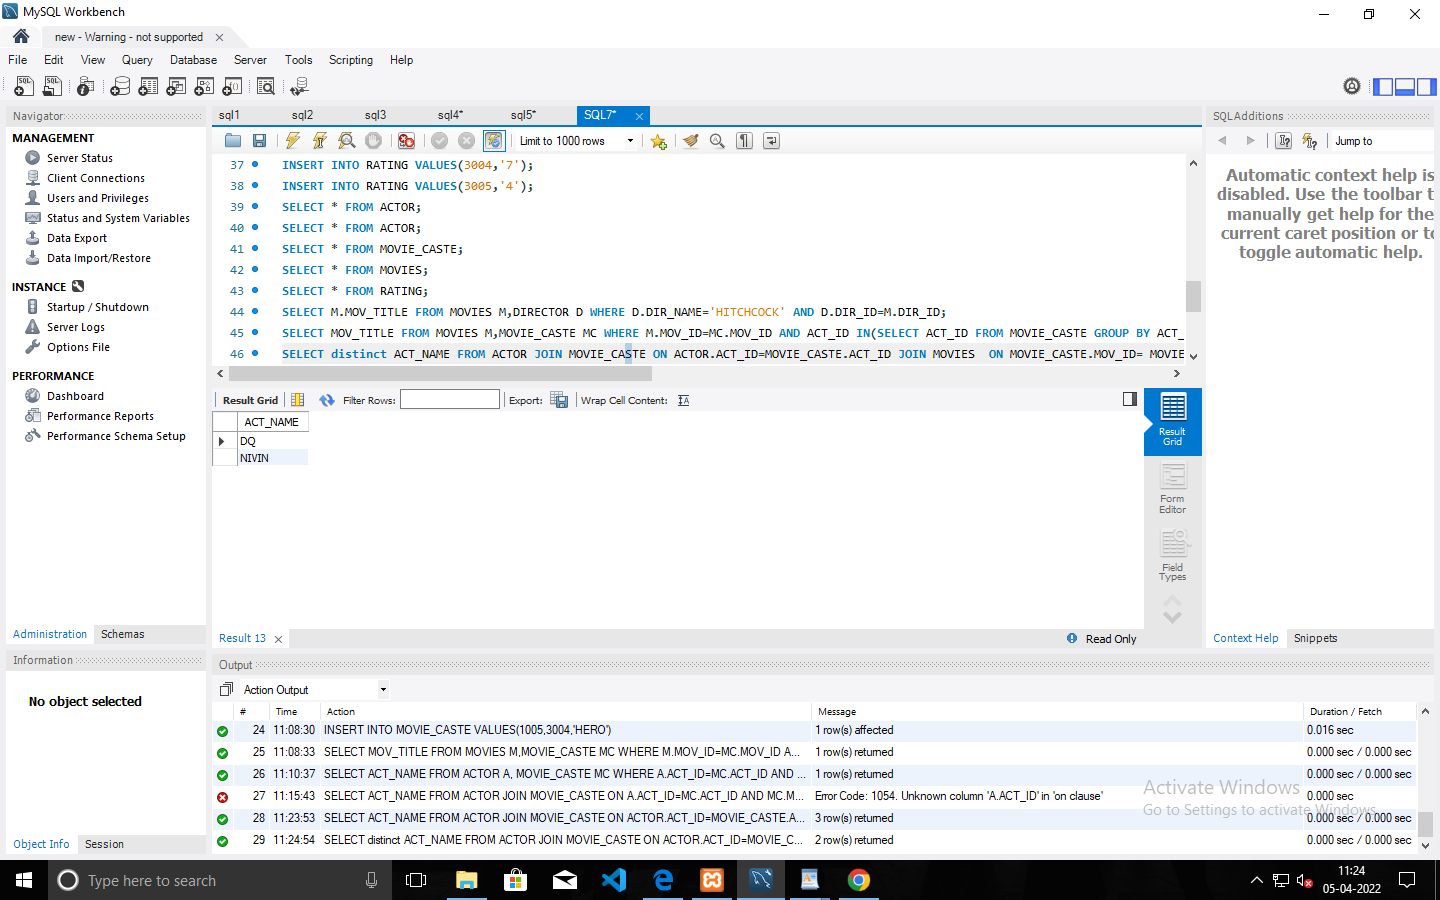 MySQL Workbench
new - Warning - not supported
File Edit View Query Database Server Tools Scripting Help
Navigator
MANAGEMENT
Server Status
Client Connections
Users and Privileges
Status and System Variables
Data Export
Data Import/Restore
INSTANCE
Startup / Shutdown
Server Logs
Options File
PERFORMANCE
Dashboard
Performance Reports
Performance Schema Setup
Administration Schemas
Information
No object selected
Object Info Session
sql1 sql2 sql3 sql4* sql5* SQL7*
Limit to 1000 rows
37 INSERT INTO RATING VALUES(3004,'7');
38 INSERT INTO RATING VALUES(3005,'4');
39 SELECT * FROM ACTOR;
40 SELECT * FROM ACTOR;
41 SELECT * FROM MOVIE_CASTE;
42 SELECT * FROM MOVIES;
43 SELECT * FROM RATING;
44 SELECT M.MOV_TITLE FROM MOVIES M,DIRECTOR D WHERE D.DIR_NAME='HITCHCOCK' AND D.DIR_ID=M.DIR_ID;
45 SELECT MOV_TITLE FROM MOVIES M,MOVIE_CASTE MC WHERE M.MOV_ID=MC.MOV_ID AND ACT_ID IN(SELECT ACT_ID FROM MOVIE_CASTE GROUP BY ACT_
46 SELECT distinct ACT_NAME FROM ACTOR JOIN MOVIE_CASTE ON ACTOR.ACT_ID=MOVIE_CASTE.ACT_ID JOIN MOVIES ON MOVIE_CASTE.MOV_ID= MOVIE
Result Grid Filter Rows: Export: Wrap Cell Content:
ACT_NAME
DQ
NIVIN
Result Grid
Form Editor
Field Types
Result 13
Read Only
SQLAdditions
Jump to
Automatic context help is
disabled. Use the toolbar t
manually get help for the
current caret position or to
toggle automatic help.
Context Help Snippets
Output
Action Output
# Time Action Message Duration / Fetch
24 11:08:30 INSERT INTO MOVIE_CASTE VALUES(1005,3004,'HERO') 1 row(s) affected 0.016 sec
25 11:08:33 SELECT MOV_TITLE FROM MOVIES M,MOVIE_CASTE MC WHERE M.MOV_ID=MC.MOV_ID A... 1 row(s) returned 0.000 sec / 0.000 sec
26 11:10:37 SELECT ACT_NAME FROM ACTOR A, MOVIE_CASTE MC WHERE A.ACT_ID=MC.ACT_ID AND ... 1 row(s) returned 0.000 sec / 0.000 sec
27 11:15:43 SELECT ACT_NAME FROM ACTOR JOIN MOVIE_CASTE ON A.ACT_ID=MC.ACT_ID AND MC.M... Error Code: 1054. Unknown column 'A.ACT_ID' in 'on clause' 0.000 sec
28 11:23:53 SELECT ACT_NAME FROM ACTOR JOIN MOVIE_CASTE ON ACTOR.ACT_ID=MOVIE_CASTE.A... 3 row(s) returned 0.000 sec / 0.000 sec
29 11:24:54 SELECT distinct ACT_NAME FROM ACTOR JOIN MOVIE_CASTE ON ACTOR.ACT_ID=MOVIE_C... 2 row(s) returned 0.000 sec / 0.000 sec
Activate Windows
Go to Settings to activate Windows.
Type here to search
11:24
05-04-2022